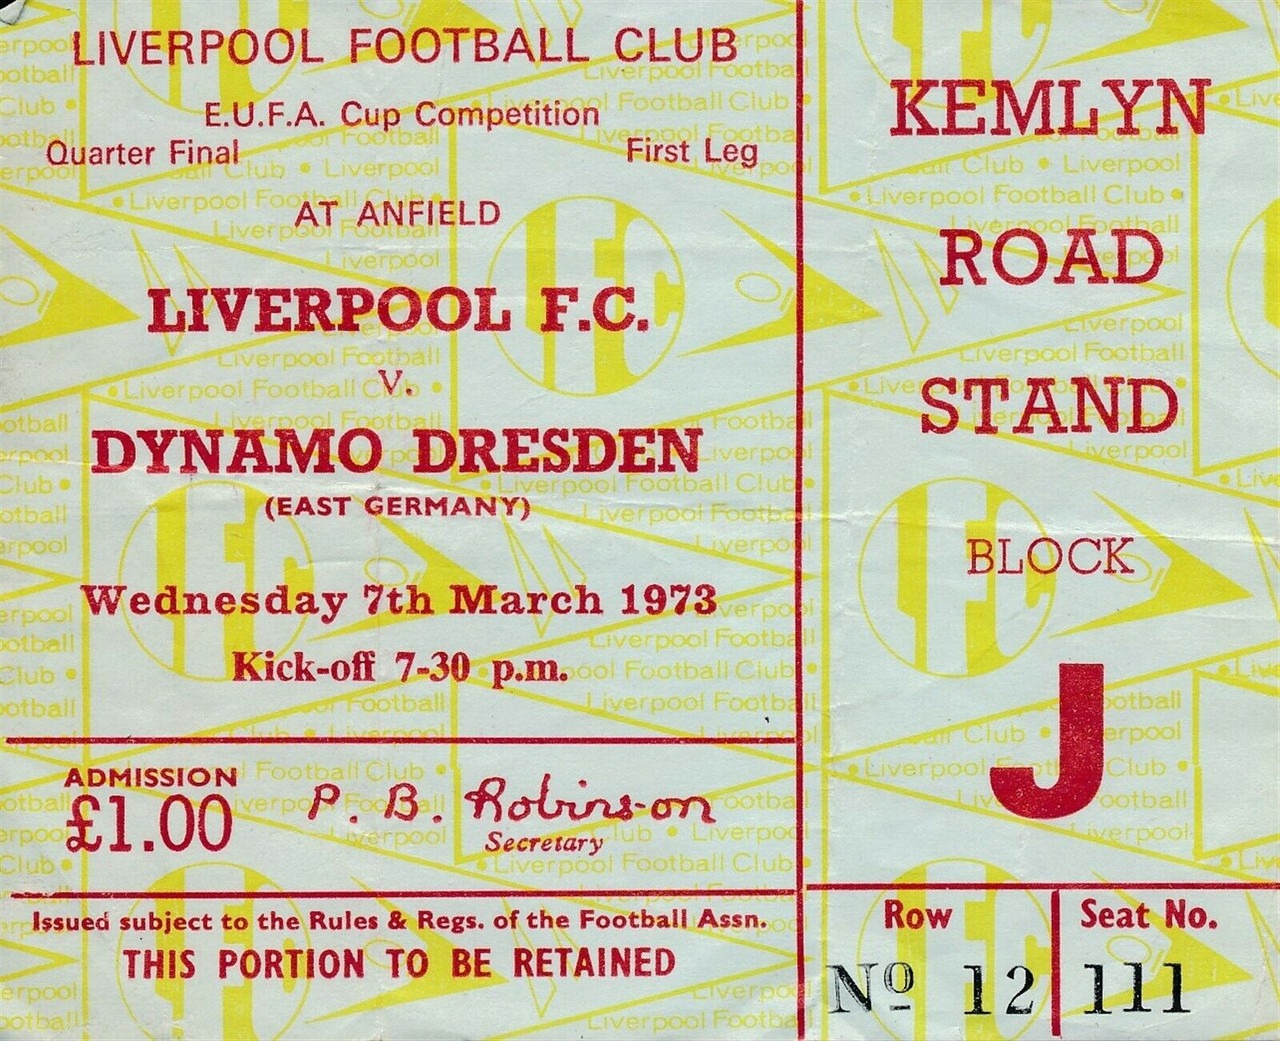 LIVERPOOL FOOTBALL CLUB
E.U.F.A. Cup Competition
Quarter Final First Leg
AT ANFIELD
LIVERPOOL F.C.
V.
DYNAMO DRESDEN
(EAST GERMANY)
Wednesday 7th March 1973
Kick-off 7-30 p.m.
ADMISSION
£1.00
P. B. Robinson
Secretary
Issued subject to the Rules & Regs. of the Football Assn.
THIS PORTION TO BE RETAINED
KEMLYN
ROAD
STAND
BLOCK
J
Row Seat No.
Nº 12 111